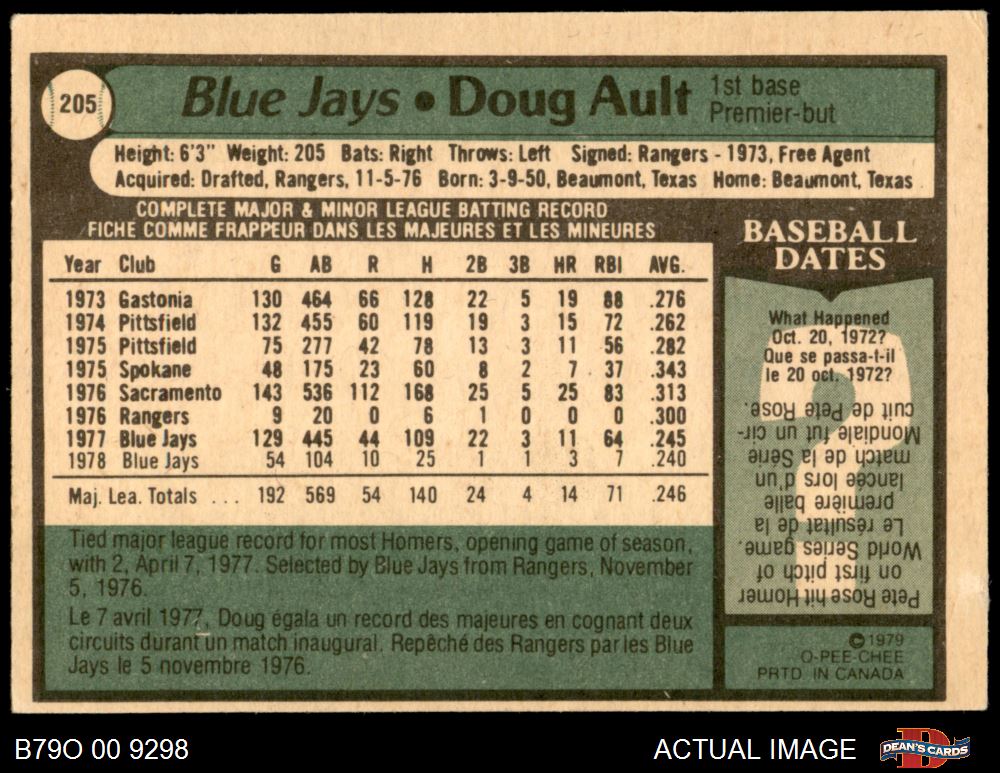 205
Blue Jays • Doug Ault
1st base
Premier-but
Height: 6'3" Weight: 205 Bats: Right Throws: Left Signed: Rangers - 1973, Free Agent
Acquired: Drafted, Rangers, 11-5-76 Born: 3-9-50, Beaumont, Texas Home: Beaumont, Texas
COMPLETE MAJOR & MINOR LEAGUE BATTING RECORD
FICHE COMME FRAPPEUR DANS LES MAJEURES ET LES MINEURES
Year Club G AB R H 2B 3B HR RBI AVG.
1973 Gastonia 130 464 66 128 22 5 19 88 .276
1974 Pittsfield 132 455 60 119 19 3 15 72 .262
1975 Pittsfield 75 277 42 78 13 3 11 56 .282
1975 Spokane 48 175 23 60 8 2 7 37 .343
1976 Sacramento 143 536 112 168 25 5 25 83 .313
1976 Rangers 9 20 0 6 1 0 0 0 .300
1977 Blue Jays 129 445 44 109 22 3 11 64 .245
1978 Blue Jays 54 104 10 25 1 1 3 7 .240
Maj. Lea. Totals ... 192 569 54 140 24 4 14 71 .246
Tied major league record for most Homers, opening game of season,
with 2, April 7, 1977. Selected by Blue Jays from Rangers, November
5, 1976.
Le 7 avril 1977, Doug égala un record des majeures en cognant deux
circuits durant un match inaugural. Repêché des Rangers par les Blue
Jays le 5 novembre 1976.
BASEBALL
DATES
What Happened
Oct. 20, 1972?
Que se passa-t-il
le 20 oct. 1972?
Pete Rose hit Homer
on first pitch of
World Series game.
Le résultat de la
première balle
lancée lors d'un
match de la Série
Mondiale fut un cir-
cuit de Pete Rose.
©1979
O-PEE-CHEE
PRTD IN CANADA
B79O 00 9298
ACTUAL IMAGE
DEAN'S CARDS